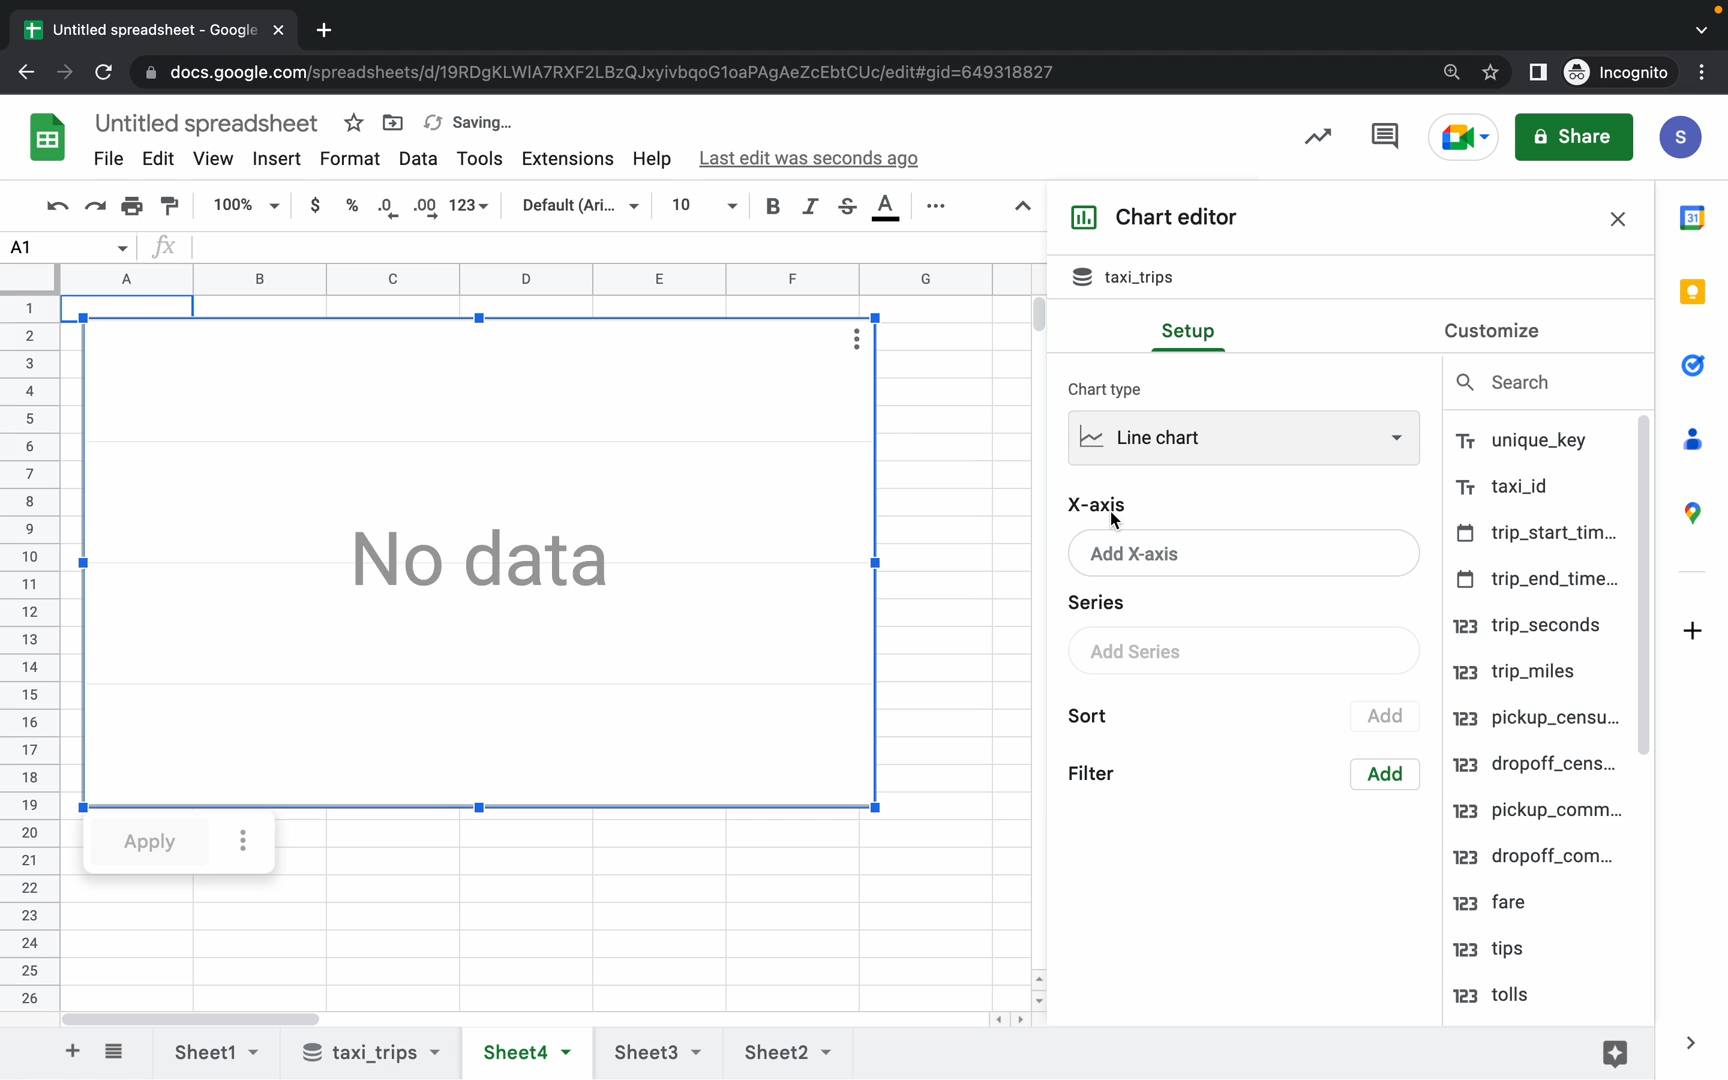 Untitled spreadsheet - Google
docs.google.com/spreadsheets/d/19RDgKLWIA7RXF2LBzQJxyivbqoG1oaPAgAeZcEbtCUc/edit#gid=649318827
Incognito
Untitled spreadsheet
Saving...
File Edit View Insert Format Data Tools Extensions Help Last edit was seconds ago
Share
S
100% $ % .0 .00 123 Default (Ari... 10 B I S A
A1 fx
A B C D E F G
1
2
3
4
5
6
7
8
9
10
11
12
13
14
15
16
17
18
19
20
21
22
23
24
25
26
No data
Apply
Chart editor
taxi_trips
Setup Customize
Chart type
Line chart
X-axis
Add X-axis
Series
Add Series
Sort Add
Filter Add
Search
Tт unique_key
Tт taxi_id
trip_start_tim...
trip_end_time...
123 trip_seconds
123 trip_miles
123 pickup_censu...
123 dropoff_cens...
123 pickup_comm...
123 dropoff_com...
123 fare
123 tips
123 tolls
31
Sheet1 taxi_trips Sheet4 Sheet3 Sheet2